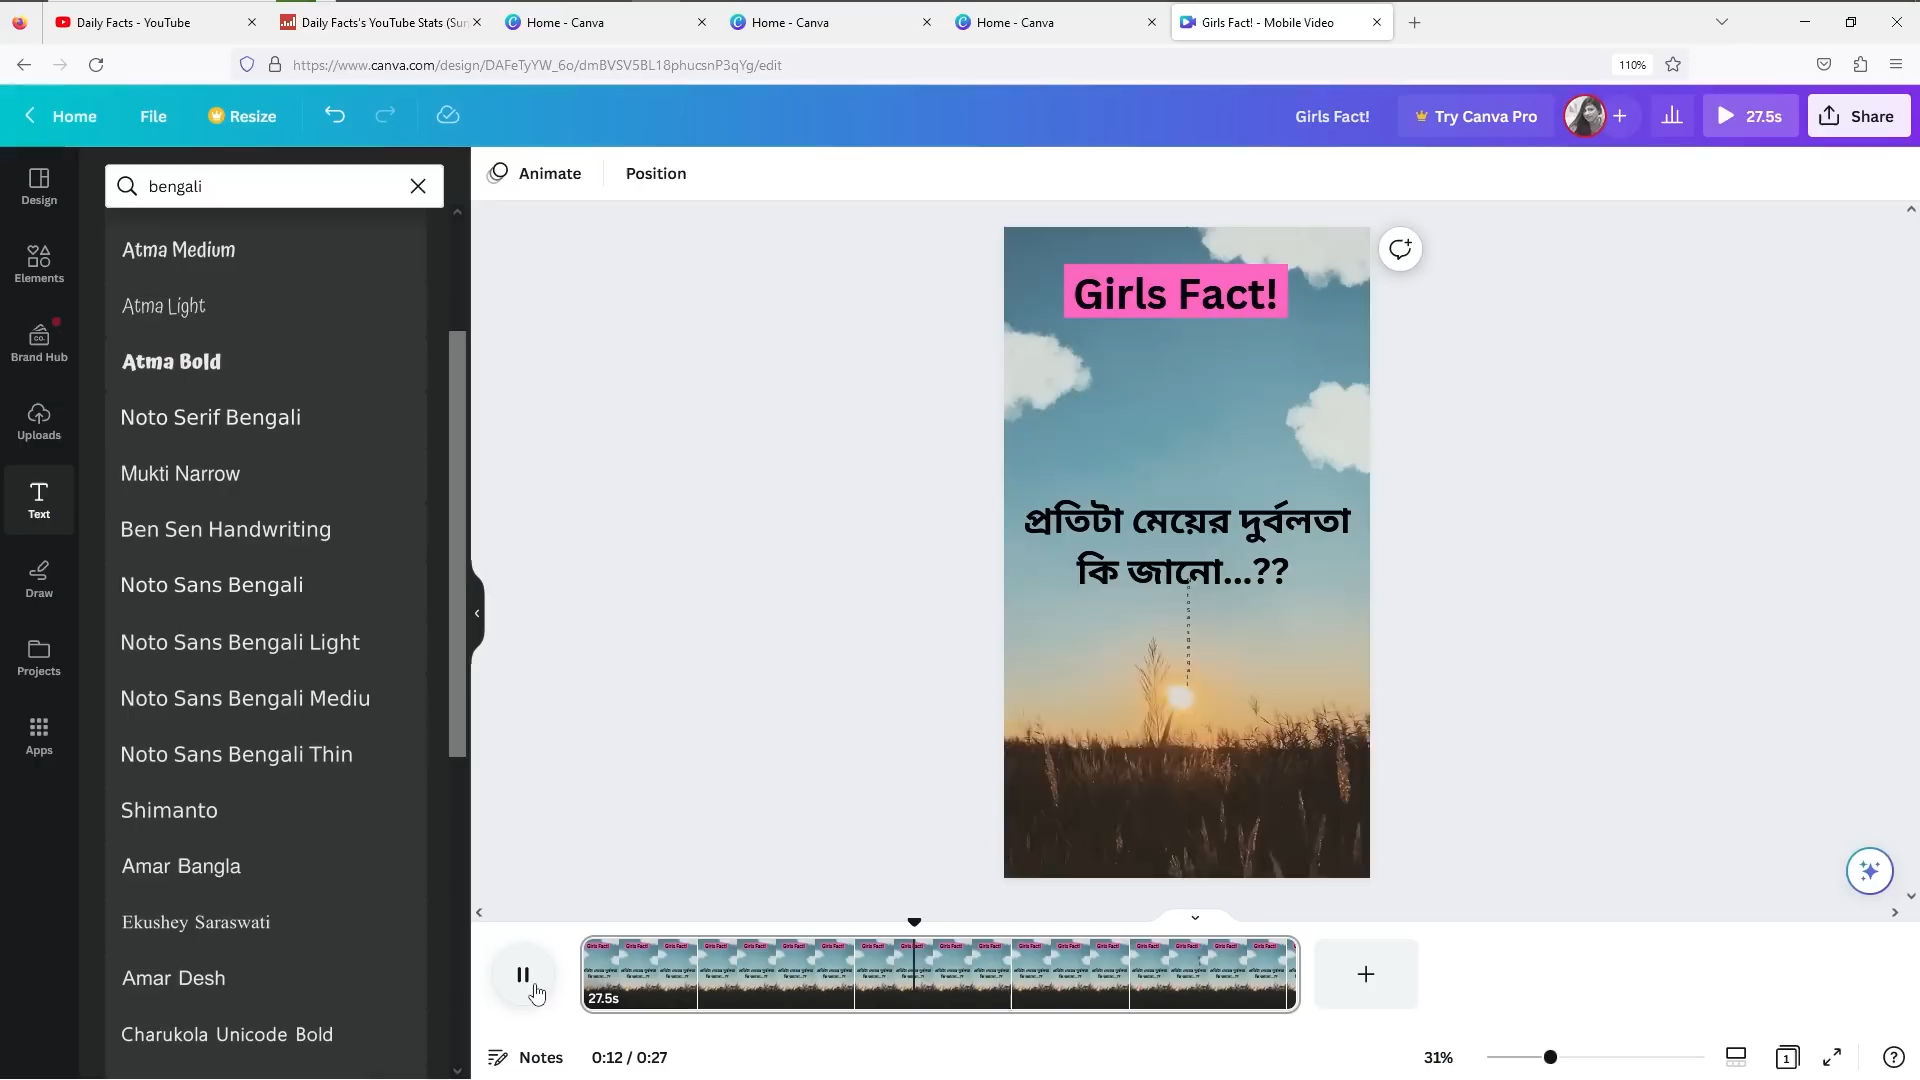 Daily Facts - YouTube
Daily Facts's YouTube Stats (Sun
Home - Canva
Home - Canva
Home - Canva
Girls Fact! - Mobile Video
https://www.canva.com/design/DAFeTyYW_6o/dmBVSV5BL18phucsnP3qYg/edit
110%
Home
File
Resize
Girls Fact!
Try Canva Pro
27.5s
Share
Design
Elements
Brand Hub
CO.
Uploads
Text
Draw
Projects
Apps
bengali
Atma Medium
Atma Light
Atma Bold
Noto Serif Bengali
Mukti Narrow
Ben Sen Handwriting
Noto Sans Bengali
Noto Sans Bengali Light
Noto Sans Bengali Mediu
Noto Sans Bengali Thin
Shimanto
Amar Bangla
Ekushey Saraswati
Amar Desh
Charukola Unicode Bold
Animate
Position
Girls Fact!
প্রতিটা মেয়ের দুর্বলতা
কি জানো...??
27.5s
Notes
0:12 / 0:27
31%
1